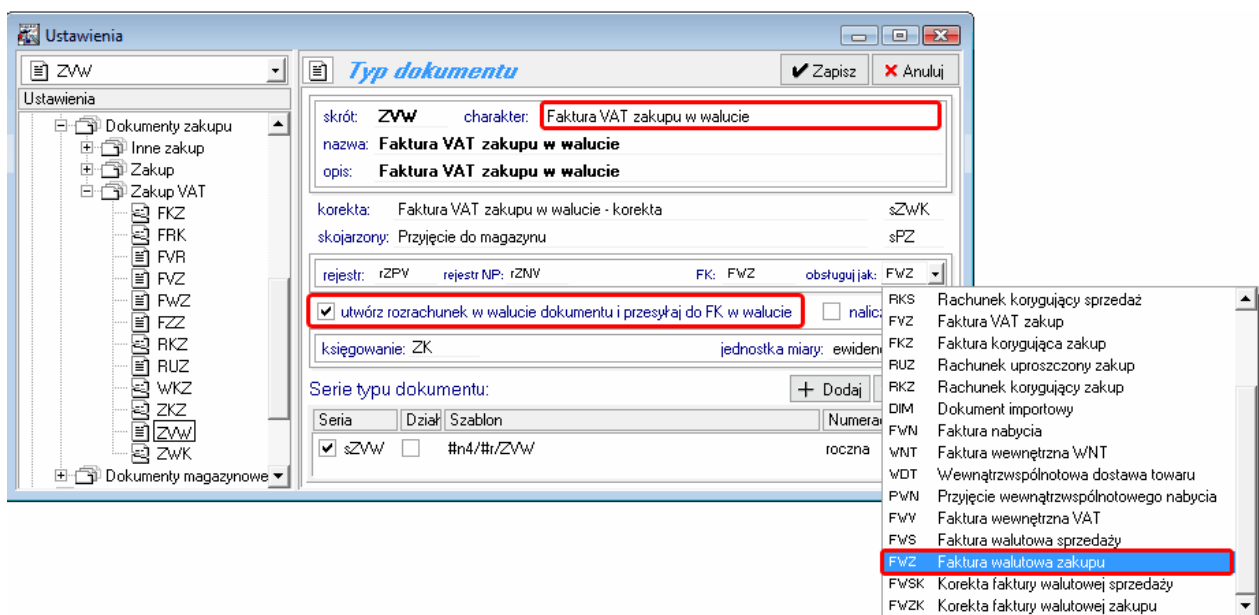 Ustawienia
ZVW
Ustawienia
Dokumenty zakupu
Inne zakup
Zakup
Zakup VAT
FKZ
FRK
FVR
FVZ
FWZ
FZZ
RKZ
RUZ
WKZ
ZKZ
ZVW
ZWK
Dokumenty magazynowe
Typ dokumentu
Zapisz
Anuluj
skrót: ZVW charakter: Faktura VAT zakupu w walucie
nazwa: Faktura VAT zakupu w walucie
opis: Faktura VAT zakupu w walucie
korekta: Faktura VAT zakupu w walucie - korekta sZWK
skojarzony: Przyjęcie do magazynu sPZ
rejestr: rZPV rejestr NP: rZNV FK: FWZ obsługuj jak: FWZ
utwórz rozrachunek w walucie dokumentu i przesyłaj do FK w walucie nalicz
księgowanie: ZK jednostka miary: ewidenc
Serie typu dokumentu: + Dodaj
Seria Dział Szablon Numera
sZVW #n4/#r/ZVW roczna
RKS Rachunek korygujący sprzedaż
FVZ Faktura VAT zakup
FKZ Faktura korygująca zakup
RUZ Rachunek uproszczony zakup
RKZ Rachunek korygujący zakup
DIM Dokument importowy
FWN Faktura nabycia
WNT Faktura wewnętrzna WNT
WDT Wewnątrzwspólnotowa dostawa towaru
PWN Przyjęcie wewnątrzwspólnotowego nabycia
FWV Faktura wewnętrzna VAT
FWS Faktura walutowa sprzedaży
FWZ Faktura walutowa zakupu
FWSK Korekta faktury walutowej sprzedaży
FWZK Korekta faktury walutowej zakupu